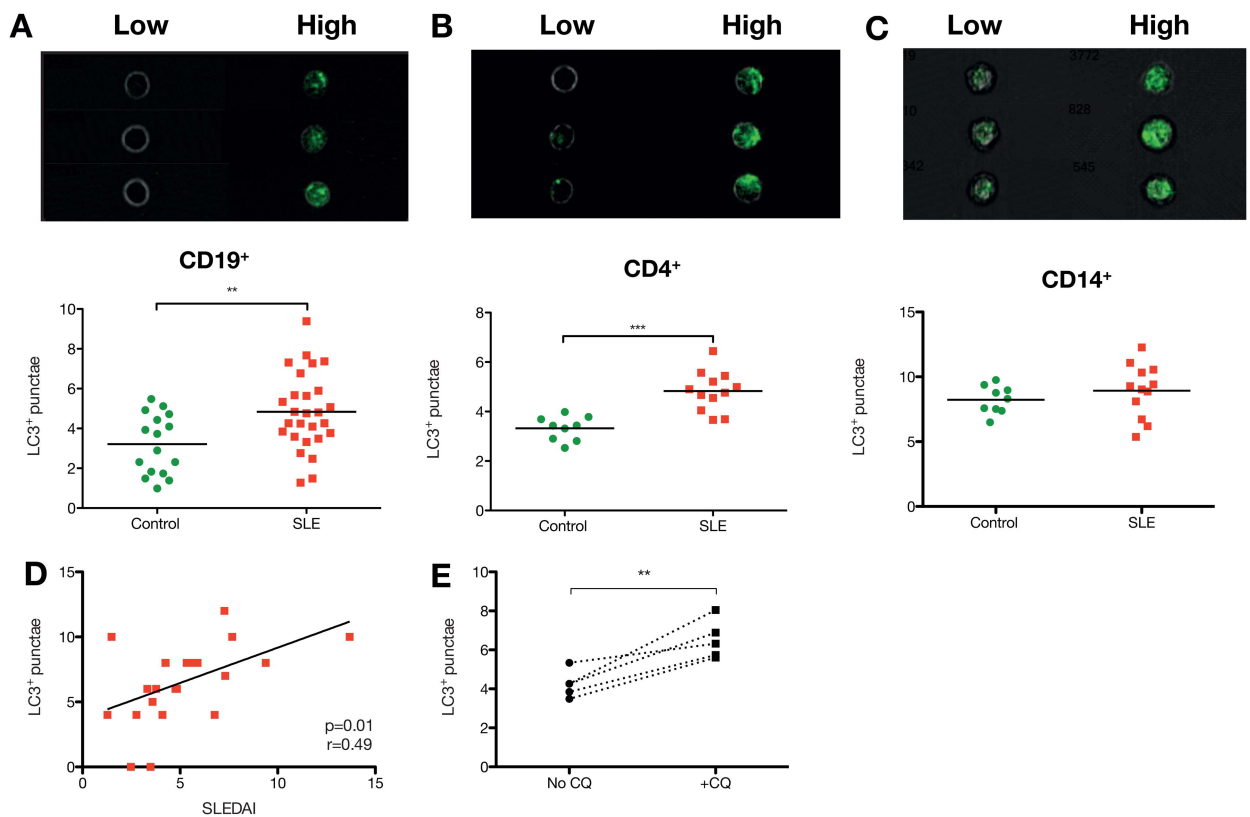 A Low High
B Low High
C Low High
19
10
342
3772
828
545
CD19⁺
**
LC3⁺ punctae
10
8
6
4
2
0
Control SLE
CD4⁺
***
LC3⁺ punctae
8
6
4
2
0
Control SLE
CD14⁺
LC3⁺ punctae
15
10
5
0
Control SLE
D
LC3⁺ punctae
15
10
5
0
0 5 10 15
SLEDAI
p=0.01
r=0.49
E
**
LC3⁺ punctae
10
8
6
4
2
0
No CQ +CQ